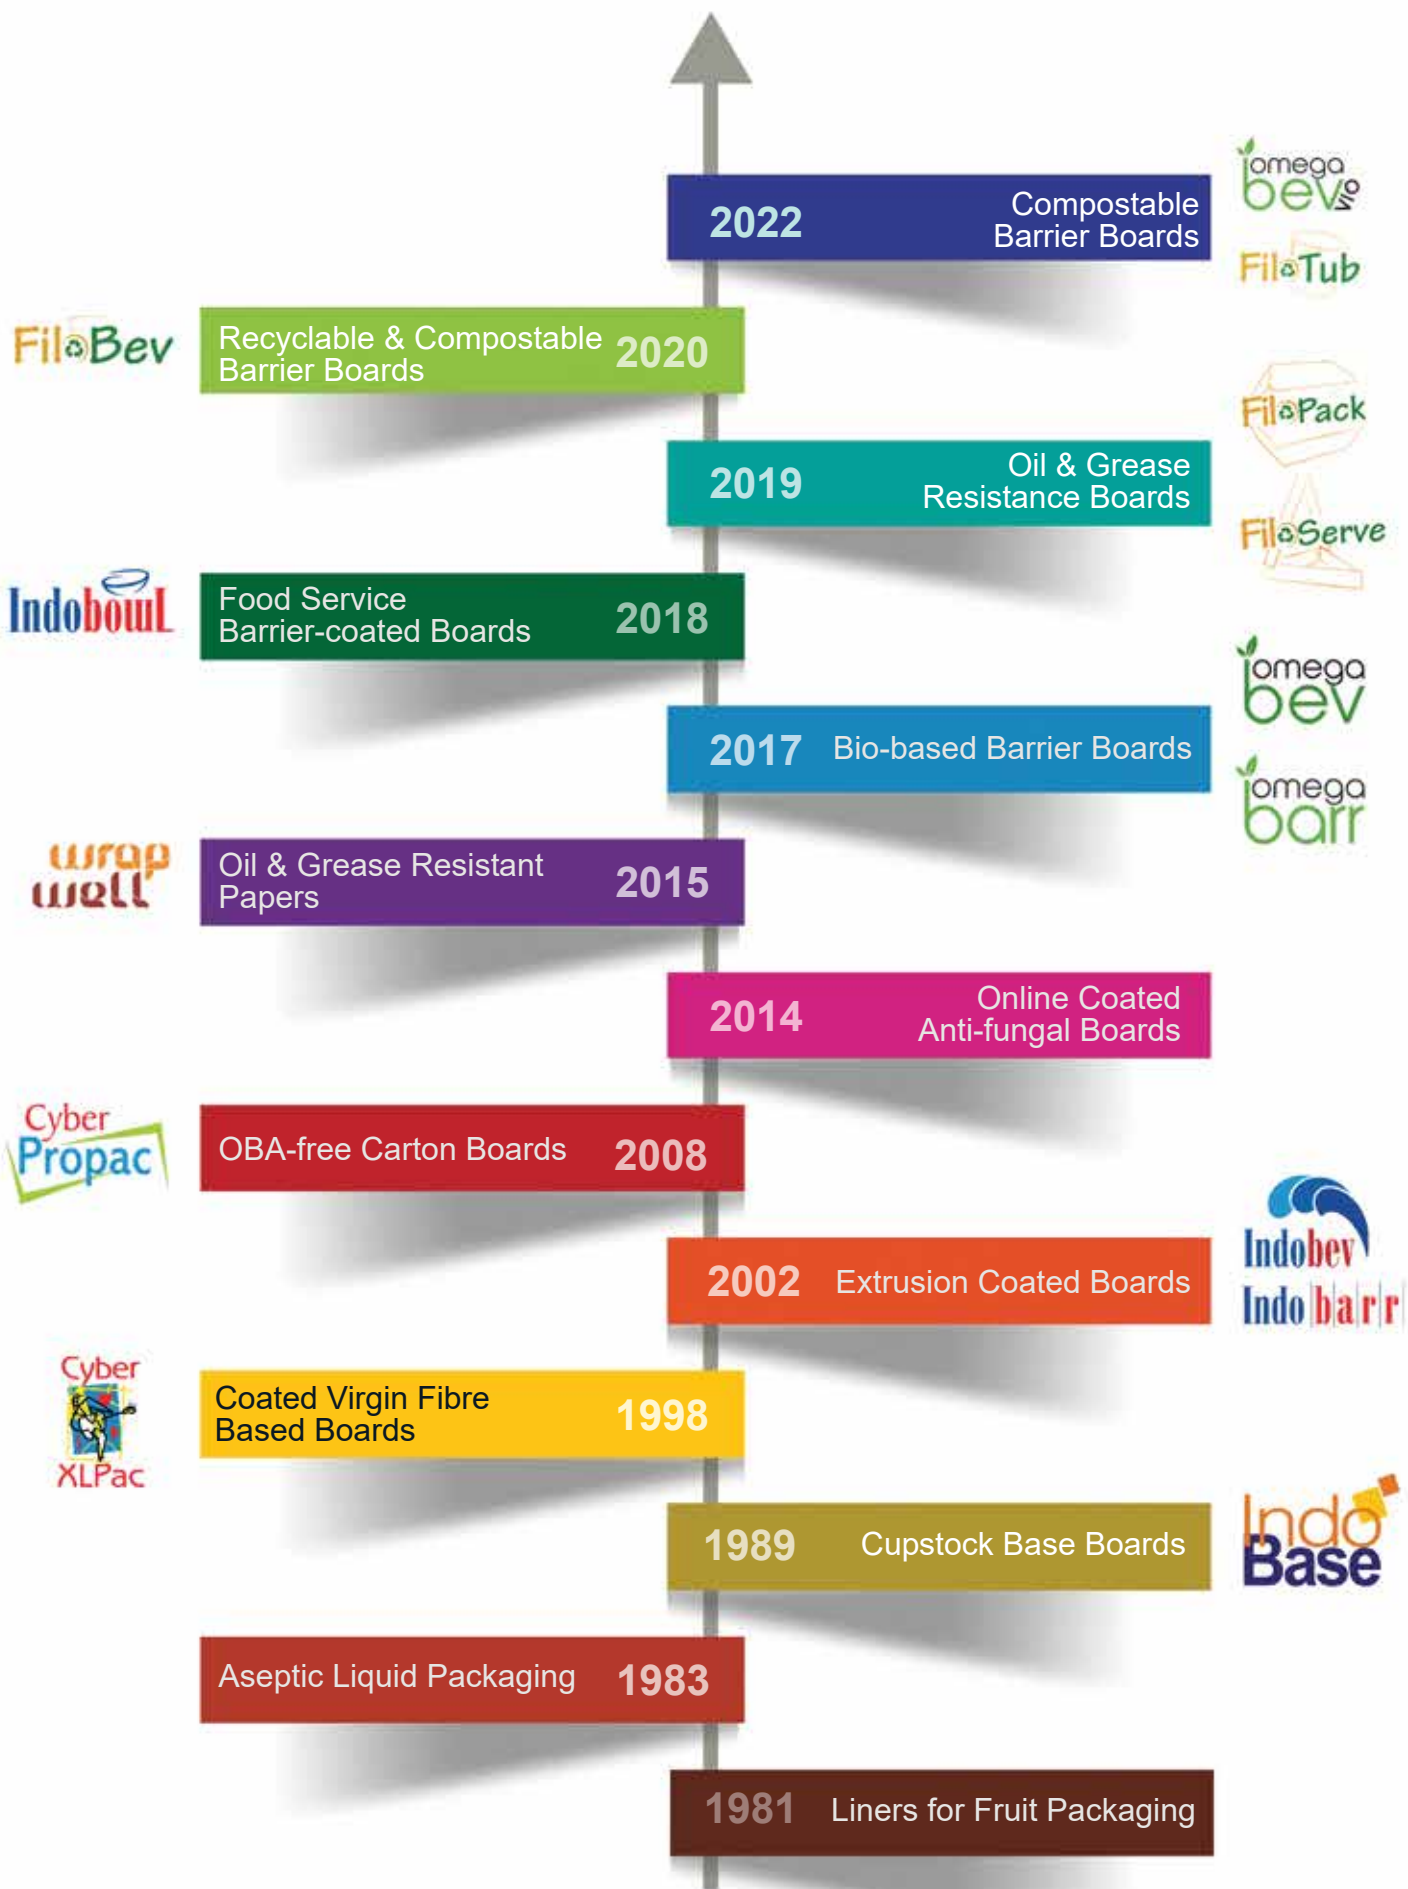 omega
bev
Vio
2022
Compostable
Barrier Boards
FiloTub
FiloBev
Recyclable & Compostable
Barrier Boards
2020
FiloPack
2019
Oil & Grease
Resistance Boards
FiloServe
Indobowl
Food Service
Barrier-coated Boards
2018
omega
bev
2017
Bio-based Barrier Boards
omega
barr
wrap
well
Oil & Grease Resistant
Papers
2015
2014
Online Coated
Anti-fungal Boards
Cyber
Propac
OBA-free Carton Boards
2008
2002
Extrusion Coated Boards
Indobev
Indobarr
Cyber
XLPac
Coated Virgin Fibre
Based Boards
1998
1989
Cupstock Base Boards
Indo
Base
Aseptic Liquid Packaging
1983
1981
Liners for Fruit Packaging